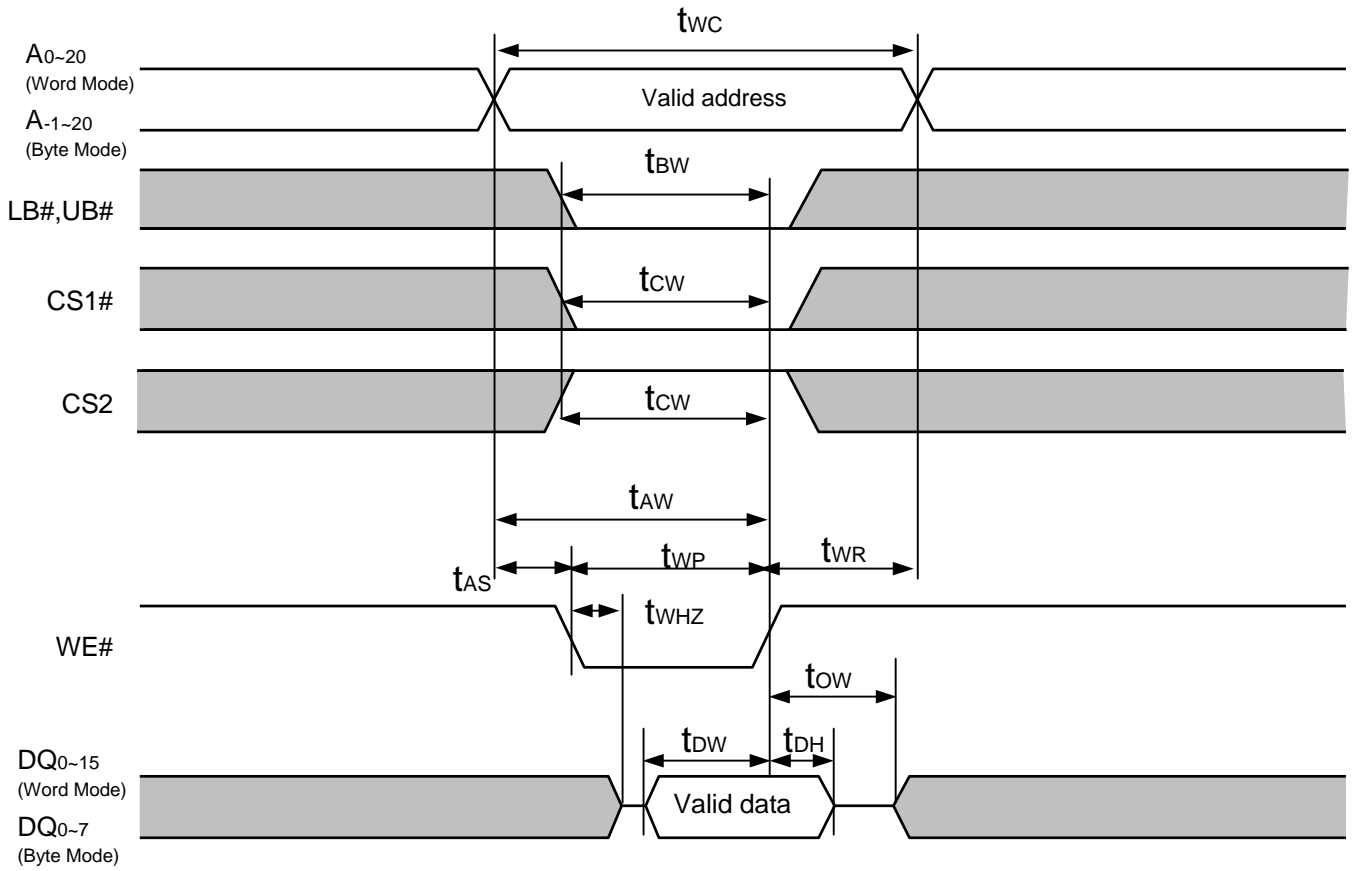 tWC
A0~20
(Word Mode)
Valid address
A-1~20
(Byte Mode)
tBW
LB#,UB#
tCW
CS1#
tCW
CS2
tAW
tAS
tWP
tWR
tWHZ
WE#
tOW
tDW
tDH
DQ0~15
(Word Mode)
Valid data
DQ0~7
(Byte Mode)